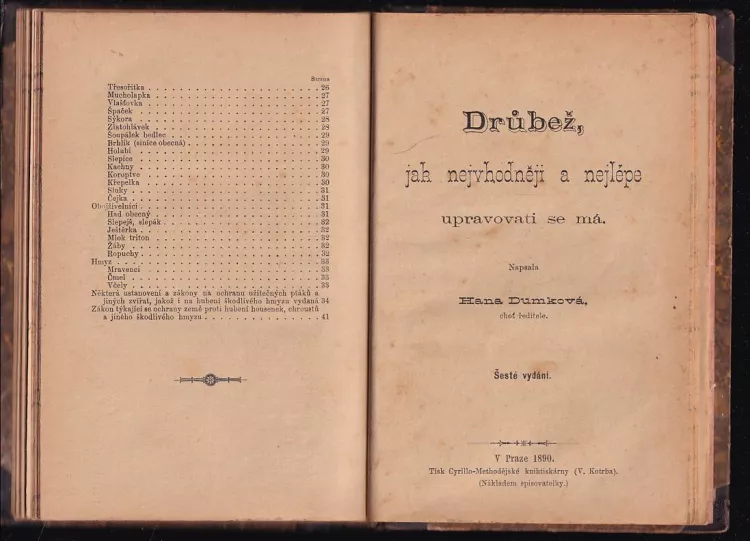 Strana
Třesořitka . . . . . . . . . . . . . . . . . . . 26
Mucholapka . . . . . . . . . . . . . . . . . . 27
Vlašťovka . . . . . . . . . . . . . . . . . . . 27
Špaček . . . . . . . . . . . . . . . . . . . . 27
Sýkora . . . . . . . . . . . . . . . . . . . . 28
Zlatohlávek . . . . . . . . . . . . . . . . . . 28
Šoupálek hedlec . . . . . . . . . . . . . . . . 29
Brhlík (sinice obecná) . . . . . . . . . . . . . 29
Holubi . . . . . . . . . . . . . . . . . . . . 29
Slepice . . . . . . . . . . . . . . . . . . . . 30
Kachny . . . . . . . . . . . . . . . . . . . . 30
Koroptve . . . . . . . . . . . . . . . . . . . 30
Křepelka . . . . . . . . . . . . . . . . . . . 30
Sluky . . . . . . . . . . . . . . . . . . . . . 31
Čejka . . . . . . . . . . . . . . . . . . . . . 31
Obojživelníci . . . . . . . . . . . . . . . . . . 31
Had obecný . . . . . . . . . . . . . . . . . . 31
Slepejš, slepák . . . . . . . . . . . . . . . . 32
Ještěrka . . . . . . . . . . . . . . . . . . . 32
Mlok triton . . . . . . . . . . . . . . . . . . 32
Žáby . . . . . . . . . . . . . . . . . . . . . 32
Ropuchy . . . . . . . . . . . . . . . . . . . 32
Hmyz . . . . . . . . . . . . . . . . . . . . . . 33
Mravenci . . . . . . . . . . . . . . . . . . . 33
Čmel . . . . . . . . . . . . . . . . . . . . . 33
Včely . . . . . . . . . . . . . . . . . . . . . 33
Některá ustanovení a zákony na ochranu užitečných ptáků a
jiných zvířat, jakož i na hubení škodlivého hmyzu vydaná 34
Zákon týkající se ochrany země proti hubení housenek, chroustů
a jiného škodlivého hmyzu . . . . . . . . . . . . 41
Drůbež,
jak nejvhodněji a nejlépe
upravovati se má.
Napsala
Hana Dumková,
choť ředitele.
Šesté vydání.
V Praze 1890.
Tisk Cyrillo-Methodějské knihtiskárny (V. Kotrba).
(Nákladem spisovatelky.)